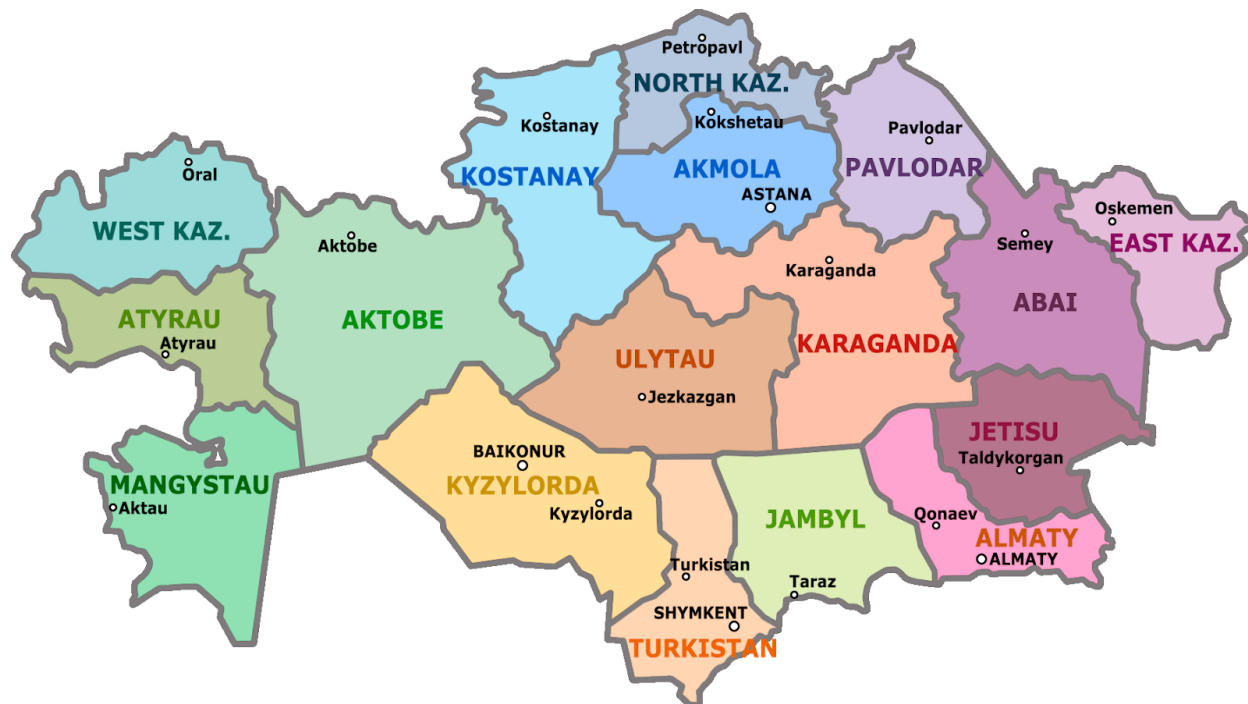 Petropavl
NORTH KAZ.
Kostanay
Kokshetau
Pavlodar
KOSTANAY
AKMOLA
PAVLODAR
Oral
ASTANA
Oskemen
WEST KAZ.
Aktobe
Semey
EAST KAZ.
Karaganda
ABAI
ATYRAU
AKTOBE
Atyrau
ULYTAU
KARAGANDA
Jezkazgan
JETISU
BAIKONUR
Taldykorgan
MANGYSTAU
KYZYLORDA
Aktau
Kyzylorda
JAMBYL
Qonaev
ALMATY
ALMATY
Turkistan
Taraz
SHYMKENT
TURKISTAN